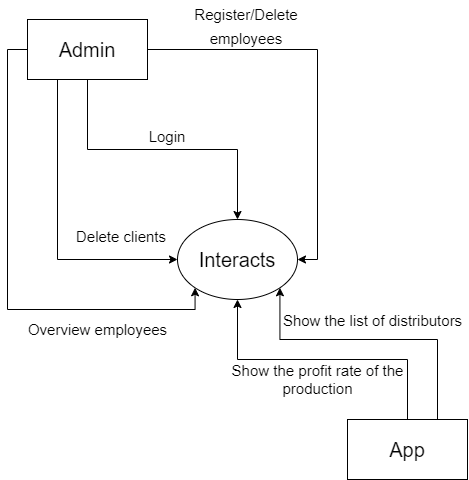 Register/Delete
employees
Admin
Login
Delete clients
Interacts
Overview employees
Show the list of distributors
Show the profit rate of the
production
App